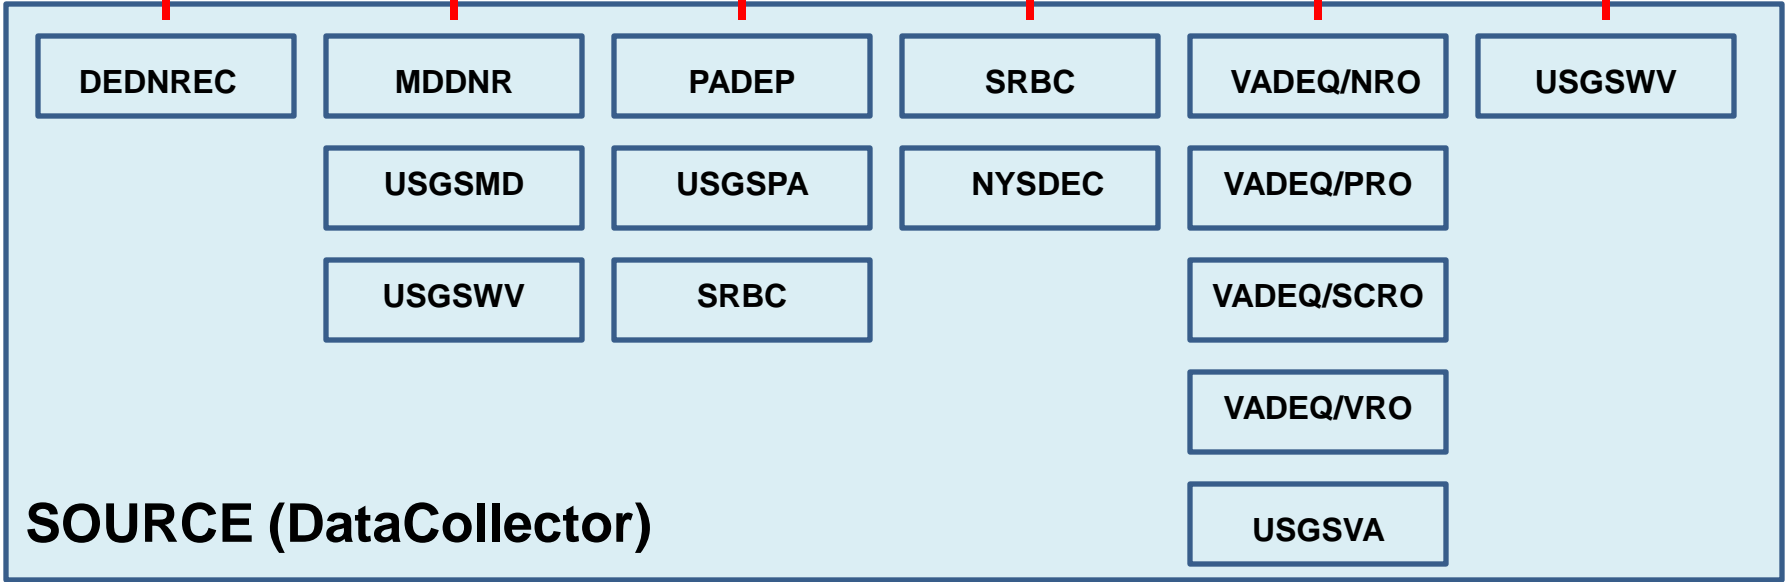 DEDNREC
MDDNR
PADEP
SRBC
VADEQ/NRO
USGSWV
USGSMD
USGSPA
NYSDEC
VADEQ/PRO
USGSWV
SRBC
VADEQ/SCRO
VADEQ/VRO
SOURCE (DataCollector)
USGSVA